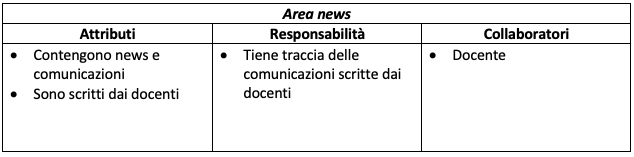 Area news
Attributi
Responsabilità
Collaboratori
• Contengono news e
comunicazioni
• Sono scritti dai docenti
• Tiene traccia delle
comunicazioni scritte dai
docenti
• Docente